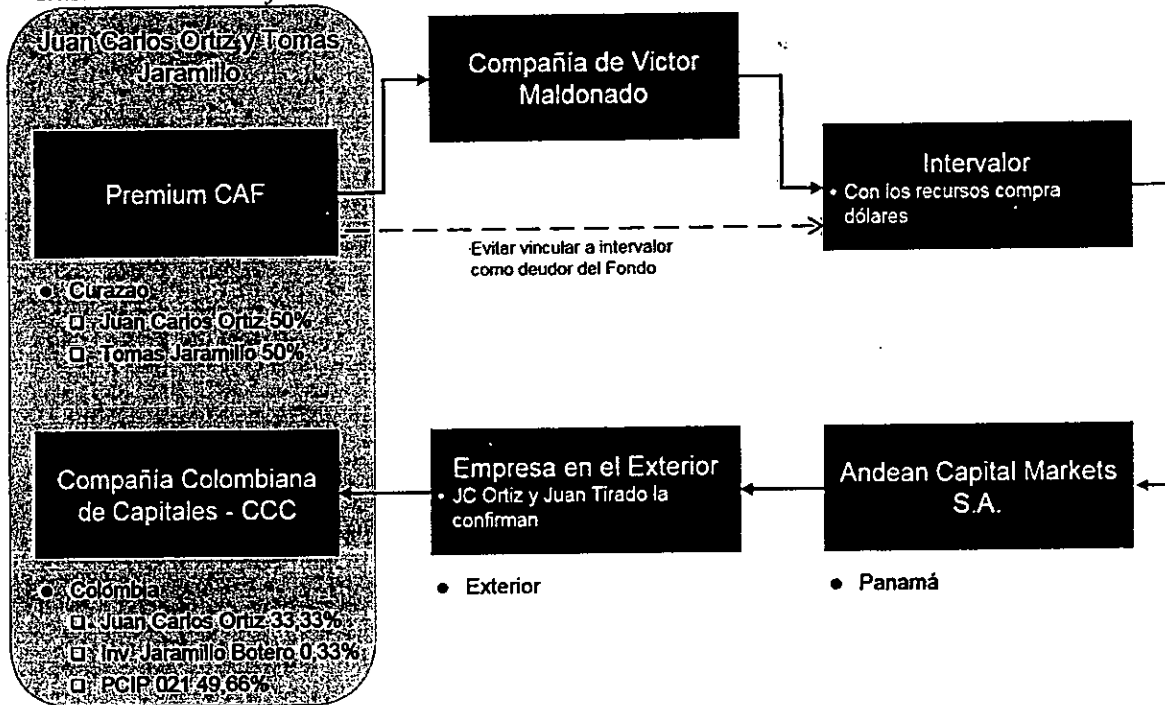 Juan Carlos Ortiz y Tomas
Jaramillo
Premium CAF
• Curazao
❑ Juan Carlos Ortiz 50%
❑ Tomas Jaramillo 50%
Compañia de Victor
Maldonado
Intervalor
• Con los recursos compra
dólares
Evitar vincular a intervalor
como deudor del Fondo
Compañía Colombiana
de Capitales - CCC
• Colombia
❑ Juan Carlos Ortiz 33,33%
❑ Inv. Jaramillo Botero 0,33%
❑ PCIP 021 49,66%
Empresa en el Exterior
• JC Ortiz y Juan Tirado la
confirman
• Exterior
Andean Capital Markets
S.A.
• Panamá